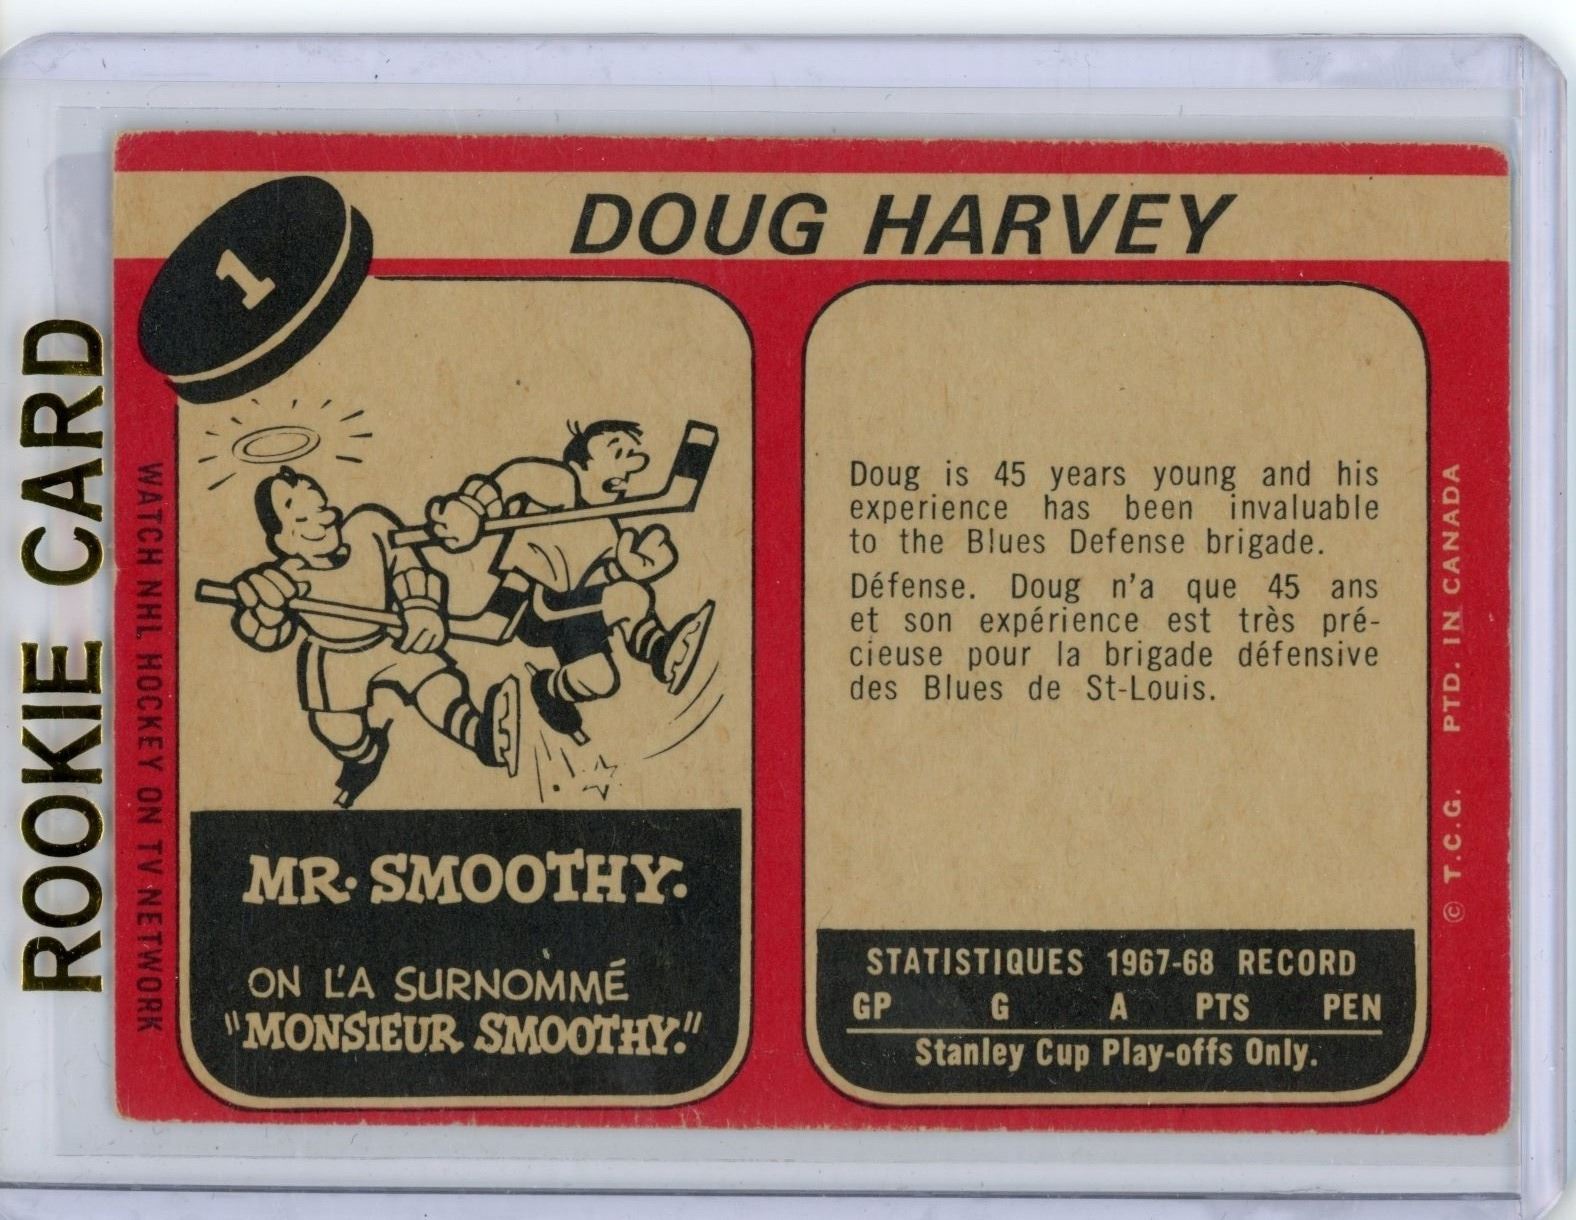 ROOKIE CARD
1
DOUG HARVEY
WATCH NHL HOCKEY ON TV NETWORK
MR. SMOOTHY.
ON L'A SURNOMMÉ
"MONSIEUR SMOOTHY."
Doug is 45 years young and his
experience has been invaluable
to the Blues Defense brigade.
Défense. Doug n'a que 45 ans
et son expérience est très pré-
cieuse pour la brigade défensive
des Blues de St-Louis.
STATISTIQUES 1967-68 RECORD
GP G A PTS PEN
Stanley Cup Play-offs Only.
© T.C.G. PTD. IN CANADA